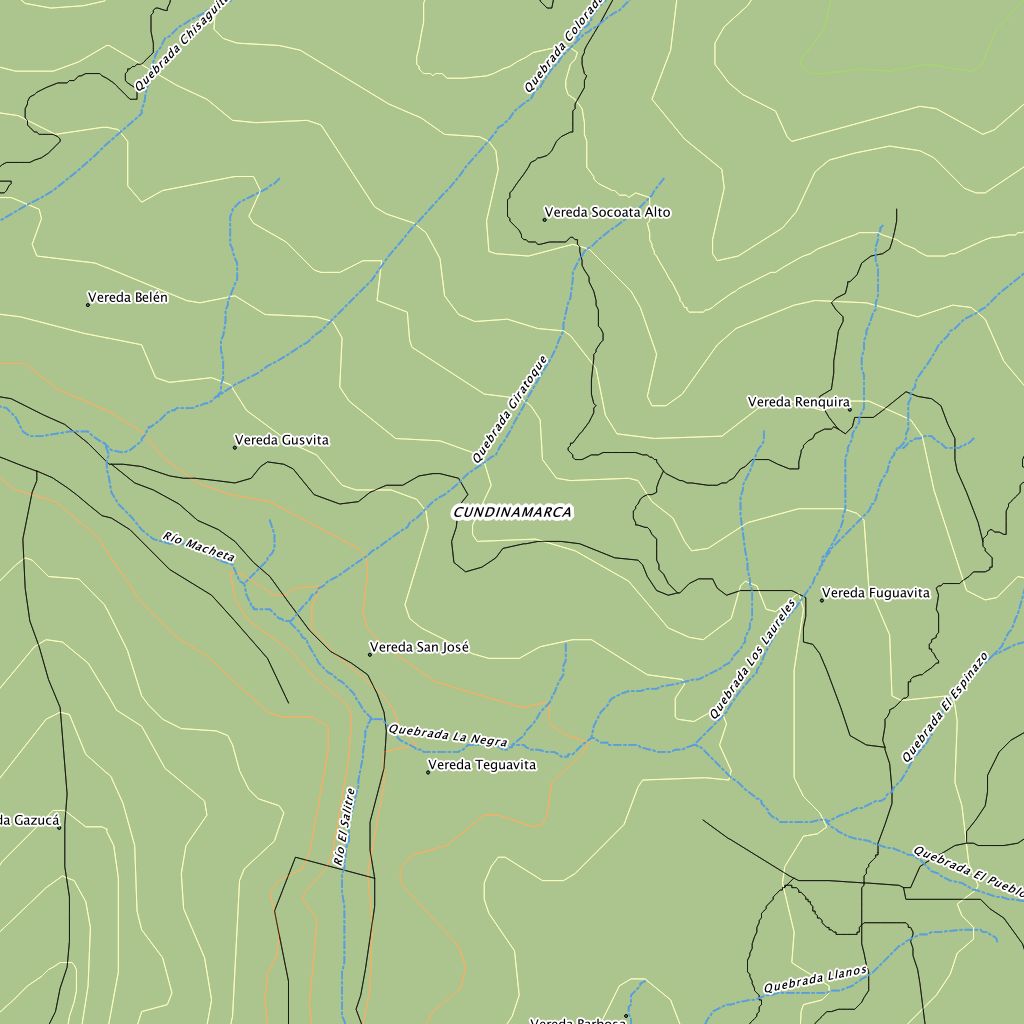 Quebrada Chisaguita
Quebrada Colorada
Vereda Socoata Alto
Vereda Belén
Quebrada Giratoque
Vereda Renquira
Vereda Gusvita
CUNDINAMARCA
Río Macheta
Vereda Fuguavita
Quebrada Los Laureles
Vereda San José
Quebrada El Espinazo
Quebrada La Negra
Vereda Teguavita
Río El Salitre
da Gazucá
Quebrada El Pueblo
Quebrada Llanos
Vereda Barbosa